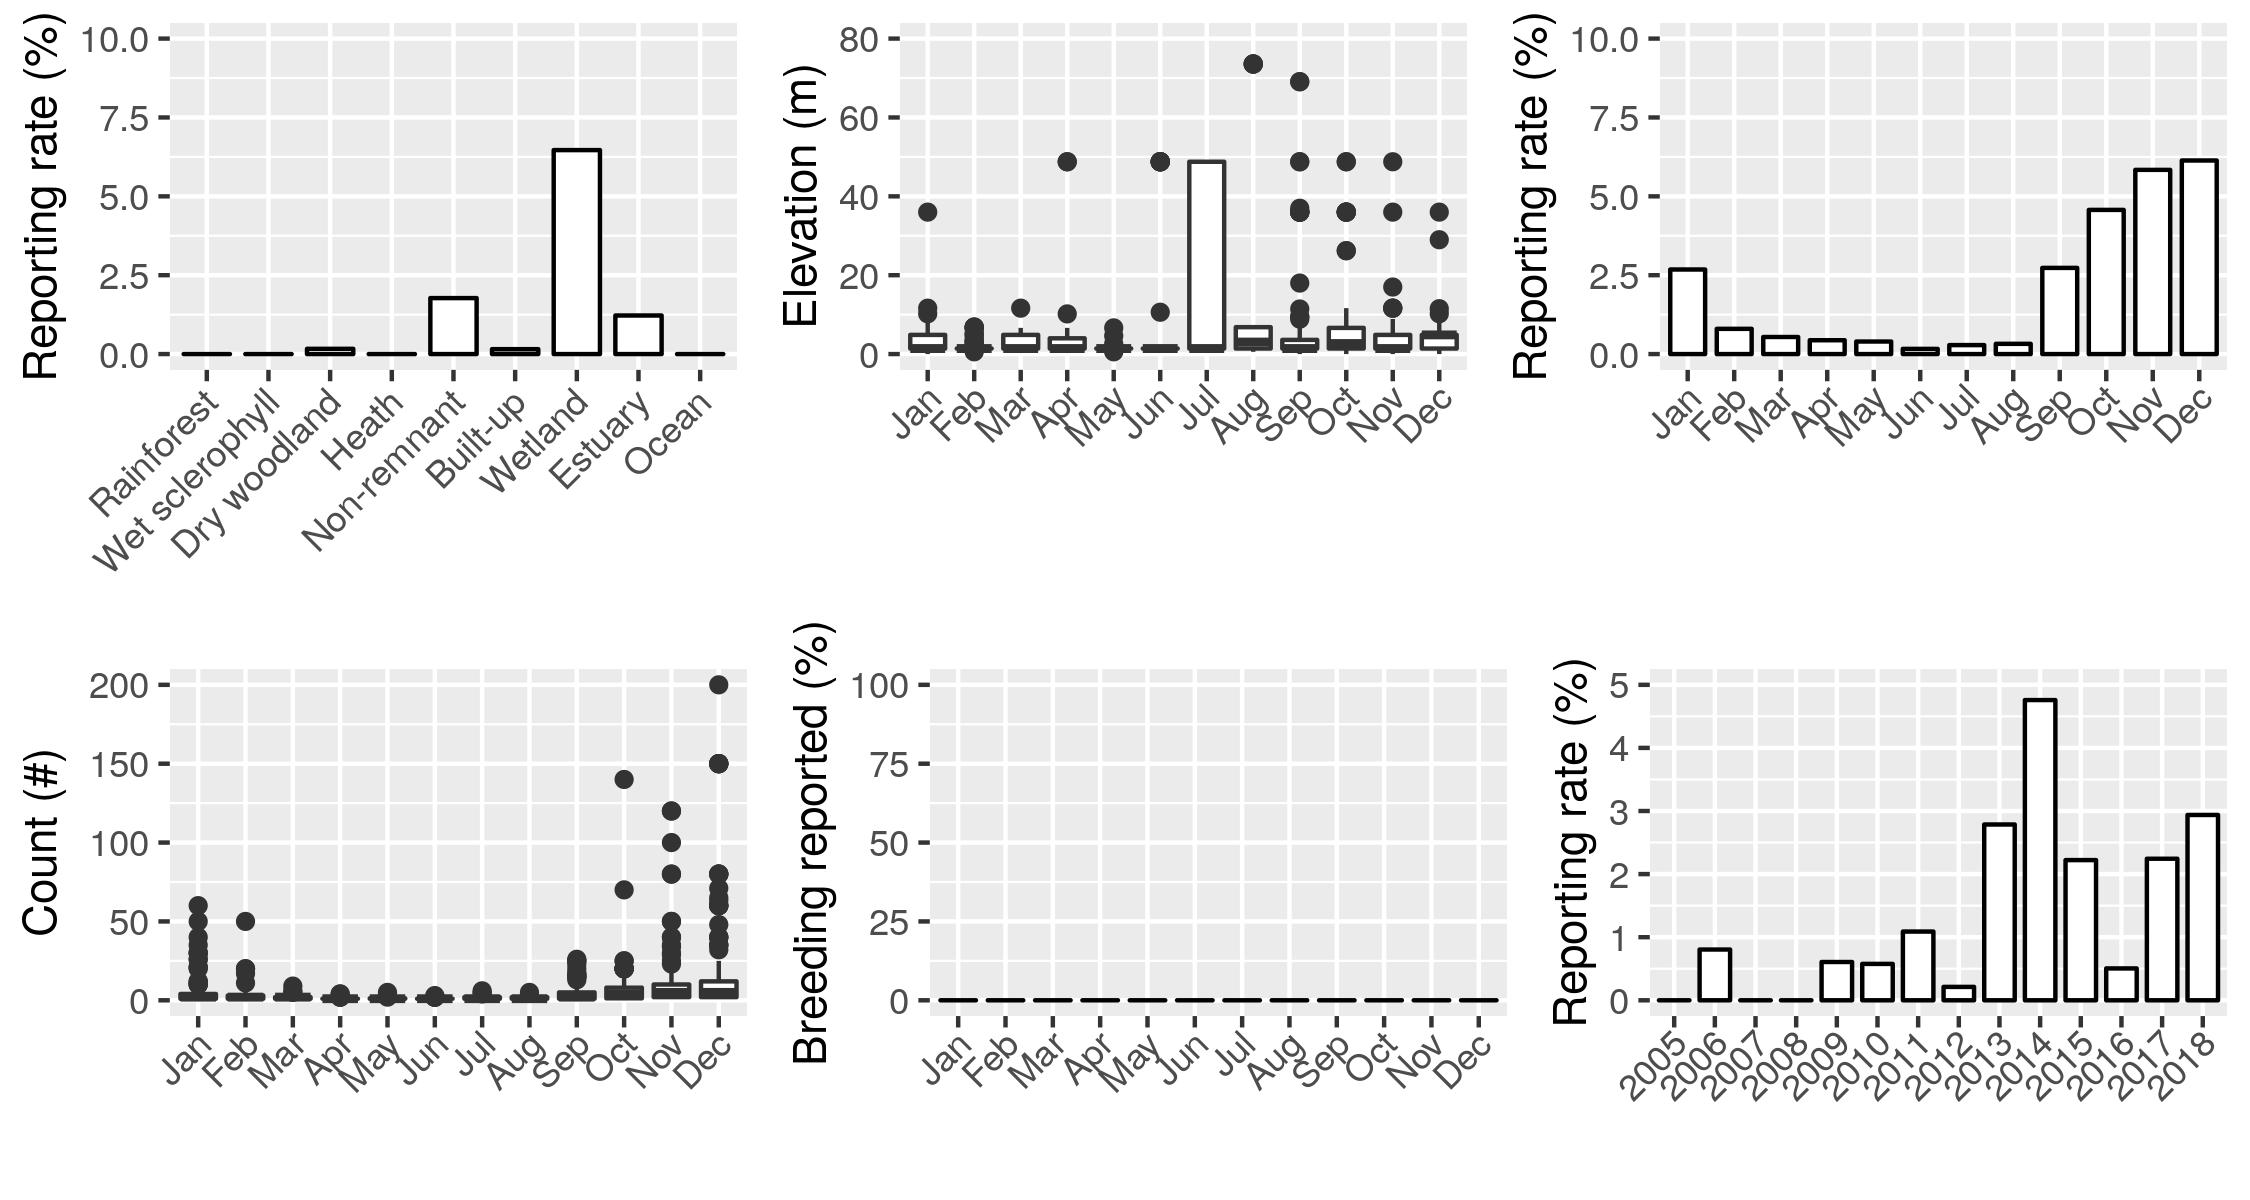 Reporting rate (%)
10.0
7.5
5.0
2.5
0.0
Rainforest
Wet sclerophyll
Dry woodland
Heath
Non-remnant
Built-up
Wetland
Estuary
Ocean
Elevation (m)
80
60
40
20
0
Jan
Feb
Mar
Apr
May
Jun
Jul
Aug
Sep
Oct
Nov
Dec
Reporting rate (%)
10.0
7.5
5.0
2.5
0.0
Jan
Feb
Mar
Apr
May
Jun
Jul
Aug
Sep
Oct
Nov
Dec
Count (#)
200
150
100
50
0
Jan
Feb
Mar
Apr
May
Jun
Jul
Aug
Sep
Oct
Nov
Dec
Breeding reported (%)
100
75
50
25
0
Jan
Feb
Mar
Apr
May
Jun
Jul
Aug
Sep
Oct
Nov
Dec
Reporting rate (%)
5
4
3
2
1
0
2005
2006
2007
2008
2009
2010
2011
2012
2013
2014
2015
2016
2017
2018